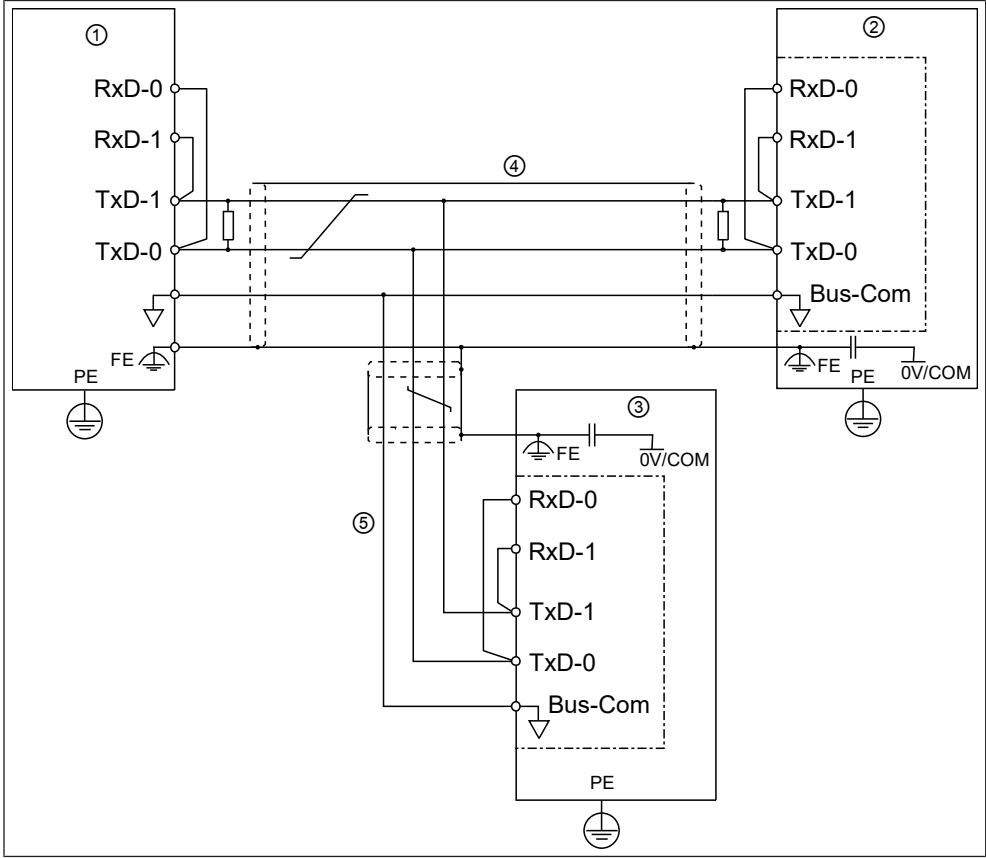 ①
RxD-0
RxD-1
TxD-1
TxD-0
FE
PE
④
②
RxD-0
RxD-1
TxD-1
TxD-0
Bus-Com
FE
0V/COM
PE
⑤
③
FE
0V/COM
RxD-0
RxD-1
TxD-1
TxD-0
Bus-Com
PE